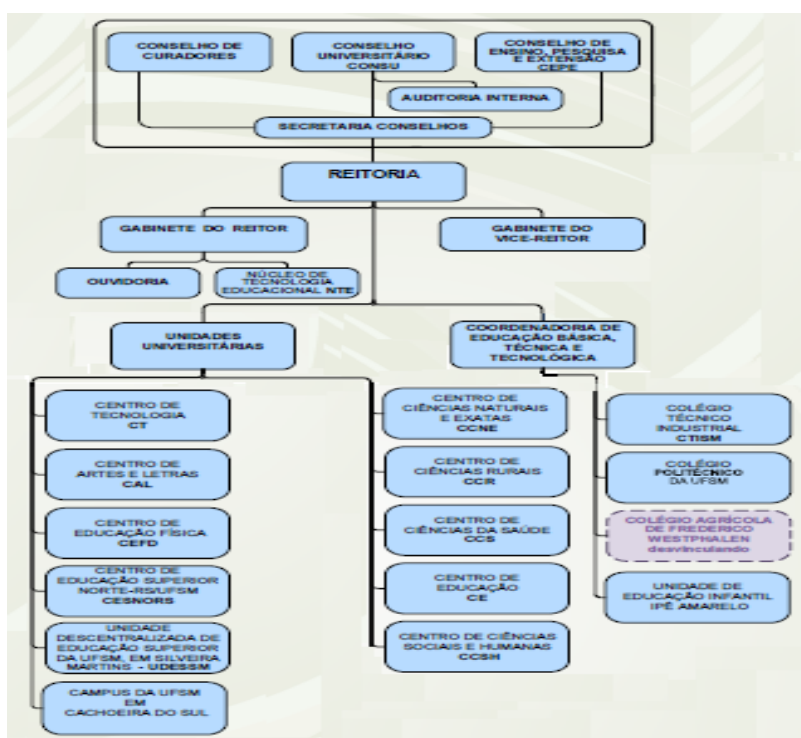 CONSELHO DE
CURADORES
CONSELHO
UNIVERSITÁRIO
CONSU
CONSELHO DE
ENSINO, PESQUISA
E EXTENSÃO
CEPE
AUDITORIA INTERNA
SECRETARIA CONSELHOS
REITORIA
GABINETE DO REITOR
GABINETE DO
VICE-REITOR
OUVIDORIA
NÚCLEO DE
TECNOLOGIA
EDUCACIONAL NTE
UNIDADES
UNIVERSITÁRIAS
COORDENADORIA DE
EDUCAÇÃO BÁSICA,
TÉCNICA E
TECNOLÓGICA
CENTRO DE
TECNOLOGIA
CT
CENTRO DE
ARTES E LETRAS
CAL
CENTRO DE
EDUCAÇÃO FÍSICA
CEFD
CENTRO DE
EDUCAÇÃO SUPERIOR
NORTE-RS/UFSM
CESNORS
UNIDADE
DESCENTRALIZADA DE
EDUCAÇÃO SUPERIOR
DA UFSM, EM SILVEIRA
MARTINS - UDESSM
CAMPUS DA UFSM
EM
CACHOEIRA DO SUL
CENTRO DE
CIÊNCIAS NATURAIS
E EXATAS
CCNE
CENTRO DE
CIÊNCIAS RURAIS
CCR
CENTRO DE
CIÊNCIAS DA SAÚDE
CCS
CENTRO DE
EDUCAÇÃO
CE
CENTRO DE CIÊNCIAS
SOCIAIS E HUMANAS
CCSH
COLÉGIO
TÉCNICO
INDUSTRIAL
CTISM
COLÉGIO
POLITÉCNICO
DA UFSM
COLÉGIO AGRÍCOLA
DE FREDERICO
WESTPHALEN
desvinculando
UNIDADE DE
EDUCAÇÃO INFANTIL
IPÊ AMARELO